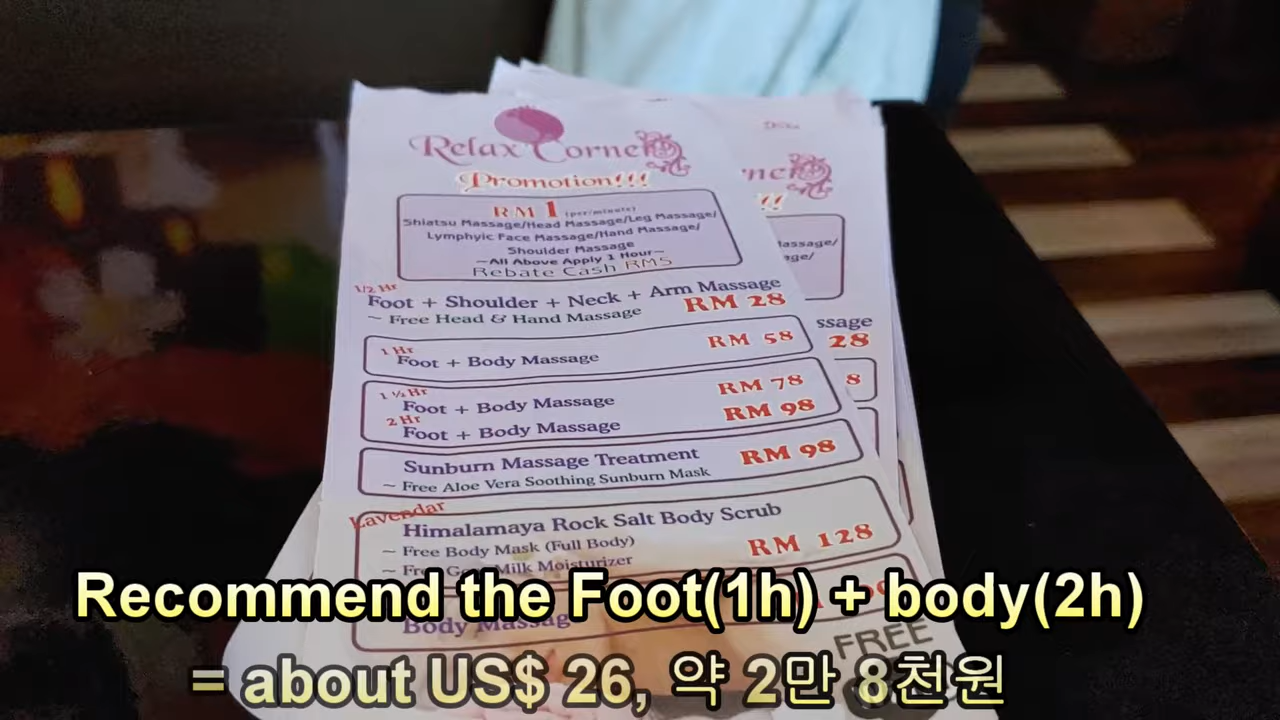 Relax Corner
Promotion!!!
RM 1 (per/minute)
Shiatsu Massage/Head Massage/Leg Massage/
Lymphyic Face Massage/Hand Massage/
Shoulder Massage
~All Above Apply 1 Hour~
Rebate Cash RM5
1/2 Hr
Foot + Shoulder + Neck + Arm Massage
~ Free Head & Hand Massage RM 28
1 Hr
Foot + Body Massage RM 58
1 ½ Hr
Foot + Body Massage RM 78
2 Hr
Foot + Body Massage RM 98
Sunburn Massage Treatment RM 98
~ Free Aloe Vera Soothing Sunburn Mask
Lavendar
Himalamaya Rock Salt Body Scrub
~ Free Body Mask (Full Body) RM 128
Milk Moisturizer
Body
FREE
ssage
28
8
Recommend the Foot(1h) + body(2h)
= about US$ 26, 약 2만 8천원